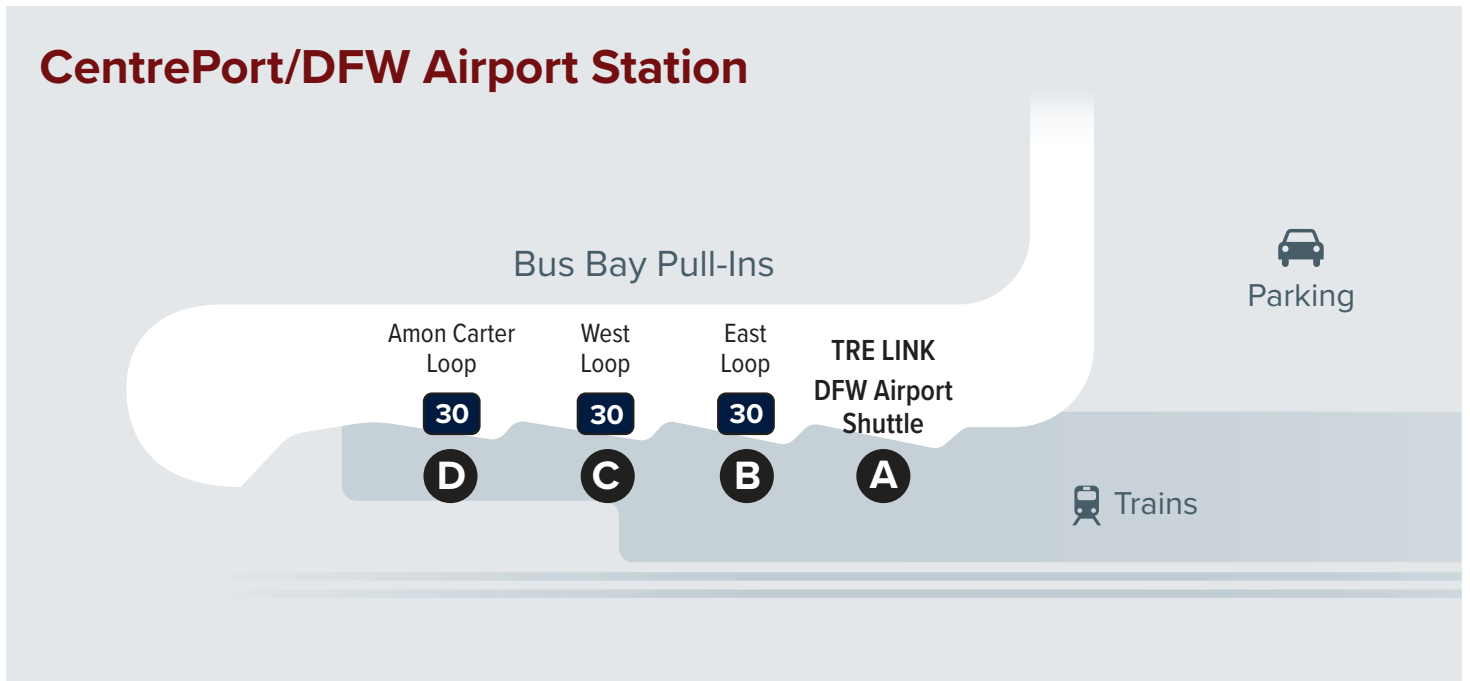 CentrePort/DFW Airport Station
Bus Bay Pull-Ins
Parking
Amon Carter
Loop
30
D
West
Loop
30
C
East
Loop
30
B
TRE LINK
DFW Airport
Shuttle
A
Trains